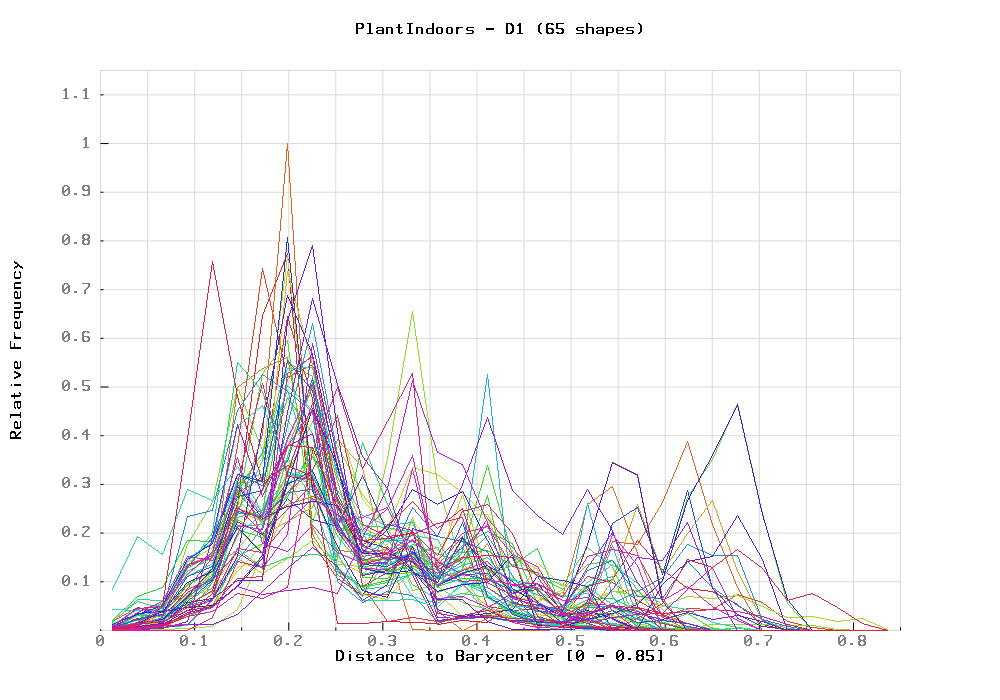 PlantIndoors - D1 (65 shapes)
1.1
1
0.9
0.8
0.7
0.6
0.5
0.4
0.3
0.2
0.1
Relative Frequency
0 0.1 0.2 0.3 0.4 0.5 0.6 0.7 0.8
Distance to Barycenter [0 - 0.85]